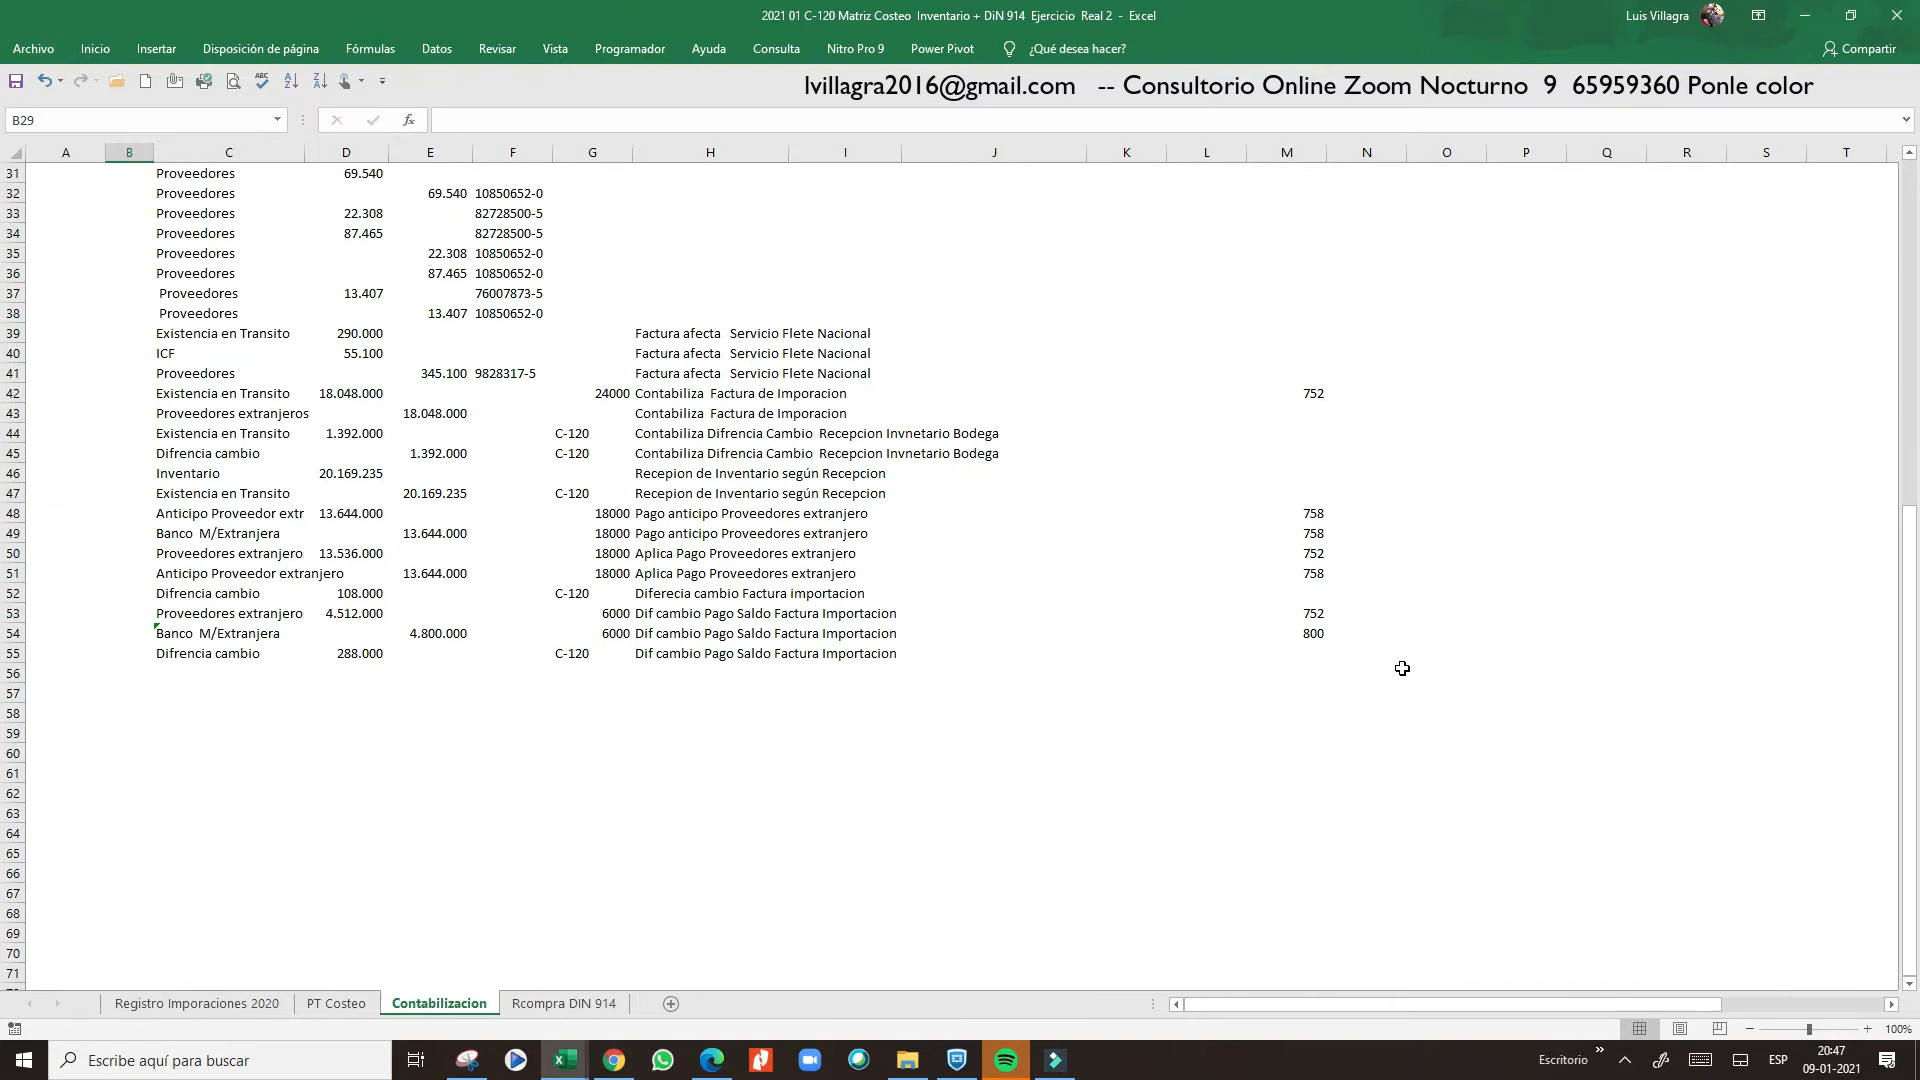 2021 01 C-120 Matriz Costeo Inventario + DiN 914 Ejercicio Real 2 - Excel
Luis Villagra
Archivo Inicio Insertar Disposición de página Fórmulas Datos Revisar Vista Programador Ayuda Consulta Nitro Pro 9 Power Pivot ¿Qué desea hacer? Compartir
lvillagra2016@gmail.com -- Consultorio Online Zoom Nocturno 9 65959360 Ponle color
B29 fx
A B C D E F G H I J K L M N O P Q R S T
31 Proveedores 69.540
32 Proveedores 69.540 10850652-0
33 Proveedores 22.308 82728500-5
34 Proveedores 87.465 82728500-5
35 Proveedores 22.308 10850652-0
36 Proveedores 87.465 10850652-0
37 Proveedores 13.407 76007873-5
38 Proveedores 13.407 10850652-0
39 Existencia en Transito 290.000 Factura afecta Servicio Flete Nacional
40 ICF 55.100 Factura afecta Servicio Flete Nacional
41 Proveedores 345.100 9828317-5 Factura afecta Servicio Flete Nacional
42 Existencia en Transito 18.048.000 24000 Contabiliza Factura de Imporacion 752
43 Proveedores extranjeros 18.048.000 Contabiliza Factura de Imporacion
44 Existencia en Transito 1.392.000 C-120 Contabiliza Difrencia Cambio Recepcion Invnetario Bodega
45 Difrencia cambio 1.392.000 C-120 Contabiliza Difrencia Cambio Recepcion Invnetario Bodega
46 Inventario 20.169.235 Recepion de Inventario según Recepcion
47 Existencia en Transito 20.169.235 C-120 Recepion de Inventario según Recepcion
48 Anticipo Proveedor extr 13.644.000 18000 Pago anticipo Proveedores extranjero 758
49 Banco M/Extranjera 13.644.000 18000 Pago anticipo Proveedores extranjero 758
50 Proveedores extranjero 13.536.000 18000 Aplica Pago Proveedores extranjero 752
51 Anticipo Proveedor extranjero 13.644.000 18000 Aplica Pago Proveedores extranjero 758
52 Difrencia cambio 108.000 C-120 Diferecia cambio Factura importacion
53 Proveedores extranjero 4.512.000 6000 Dif cambio Pago Saldo Factura Importacion 752
54 Banco M/Extranjera 4.800.000 6000 Dif cambio Pago Saldo Factura Importacion 800
55 Difrencia cambio 288.000 C-120 Dif cambio Pago Saldo Factura Importacion
56
57
58
59
60
61
62
63
64
65
66
67
68
69
70
71
Registro Imporaciones 2020 PT Costeo Contabilizacion Rcompra DIN 914
100%
Escribe aquí para buscar
Escritorio ESP 20:47
09-01-2021